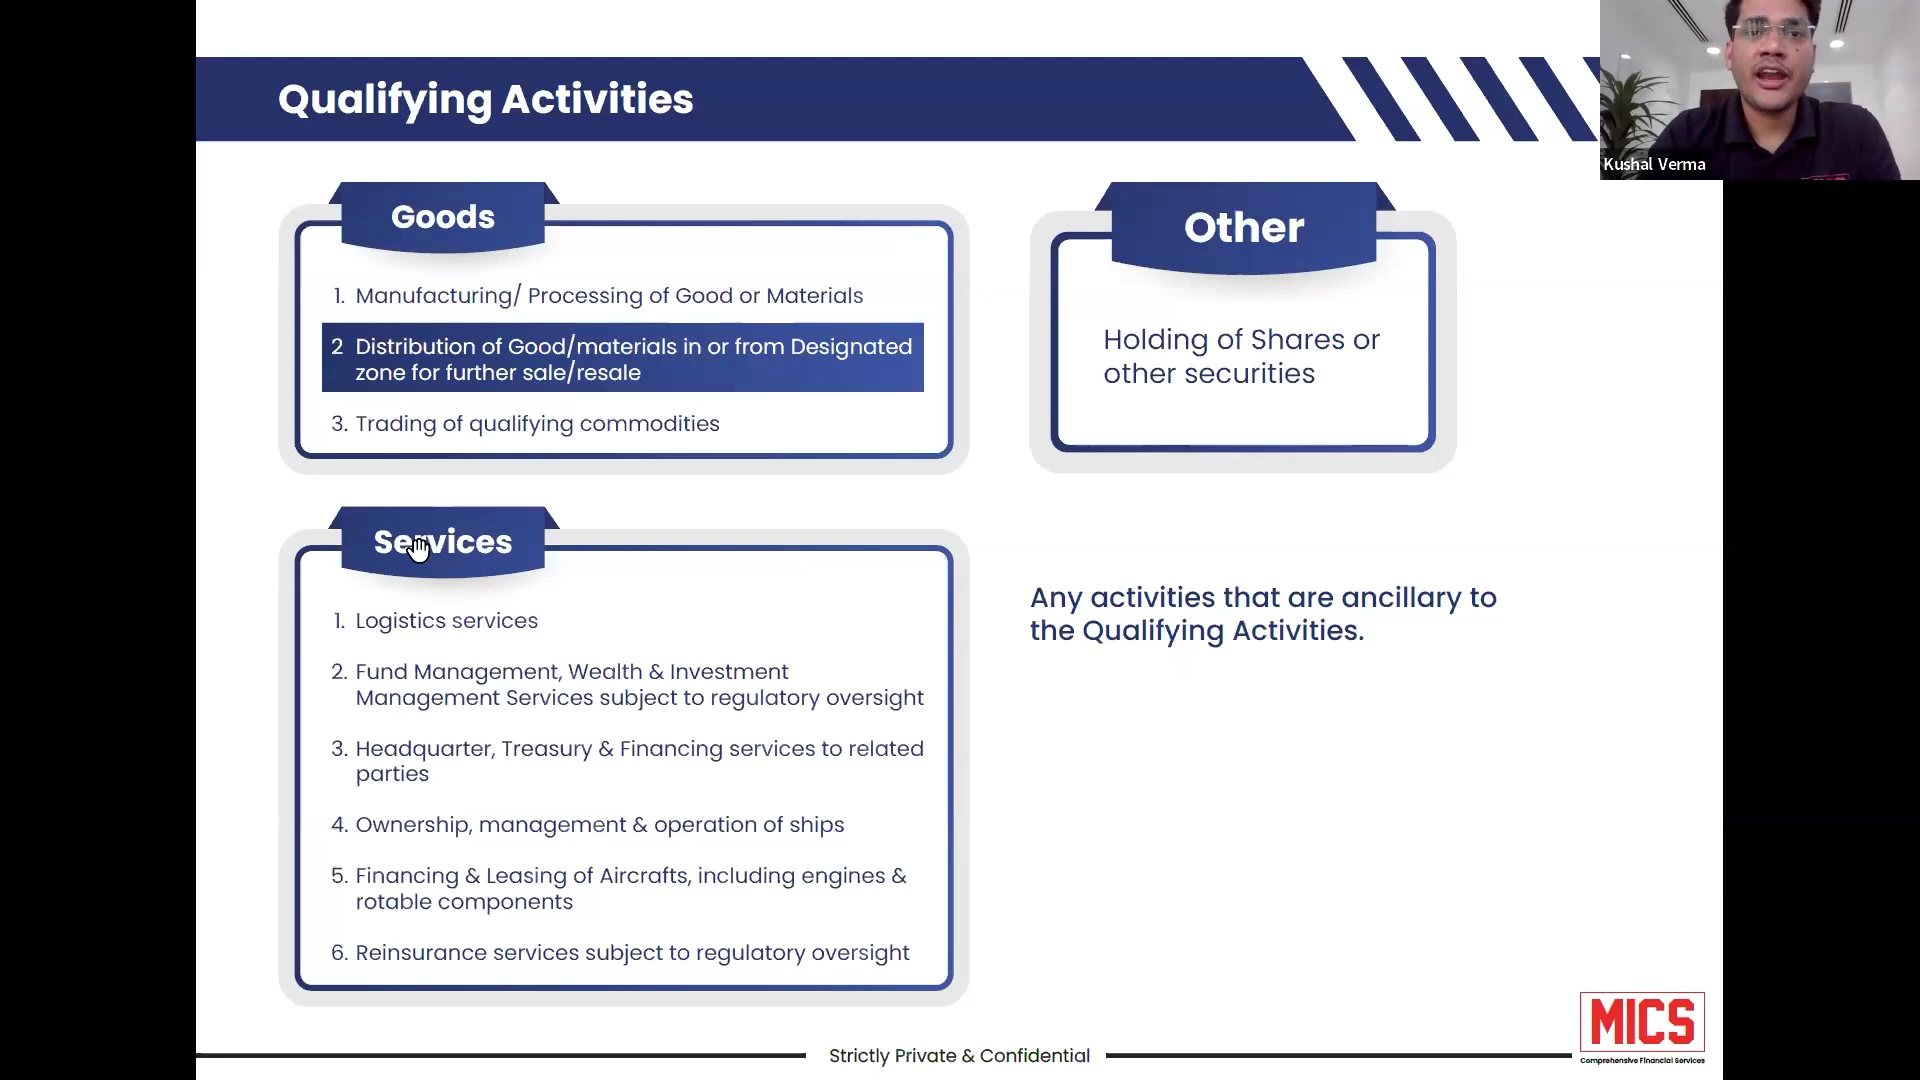 Qualifying Activities
Kushal Verma
Goods
1. Manufacturing/ Processing of Good or Materials
2 Distribution of Good/materials in or from Designated
zone for further sale/resale
3. Trading of qualifying commodities
Other
Holding of Shares or
other securities
Services
1. Logistics services
2. Fund Management, Wealth & Investment
Management Services subject to regulatory oversight
3. Headquarter, Treasury & Financing services to related
parties
4. Ownership, management & operation of ships
5. Financing & Leasing of Aircrafts, including engines &
rotable components
6. Reinsurance services subject to regulatory oversight
Any activities that are ancillary to
the Qualifying Activities.
Strictly Private & Confidential
MICS
Comprehensive Financial Services